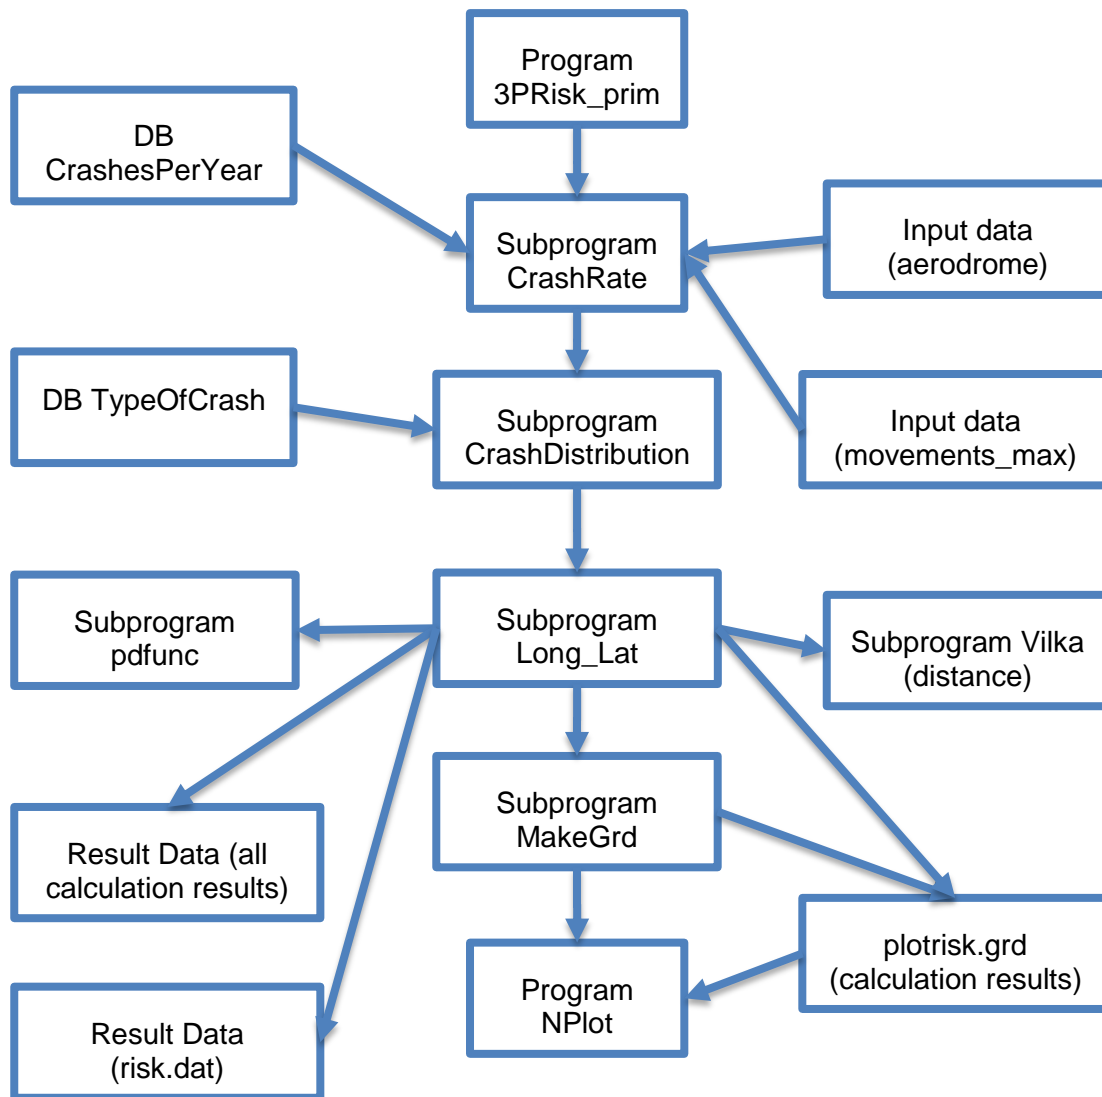 Program
3PRisk_prim
DB
CrashesPerYear
Subprogram
CrashRate
Input data
(aerodrome)
DB TypeOfCrash
Subprogram
CrashDistribution
Input data
(movements_max)
Subprogram
pdfunc
Subprogram
Long_Lat
Subprogram Vilka
(distance)
Result Data (all
calculation results)
Subprogram
MakeGrd
plotrisk.grd
(calculation results)
Program
NPlot
Result Data
(risk.dat)